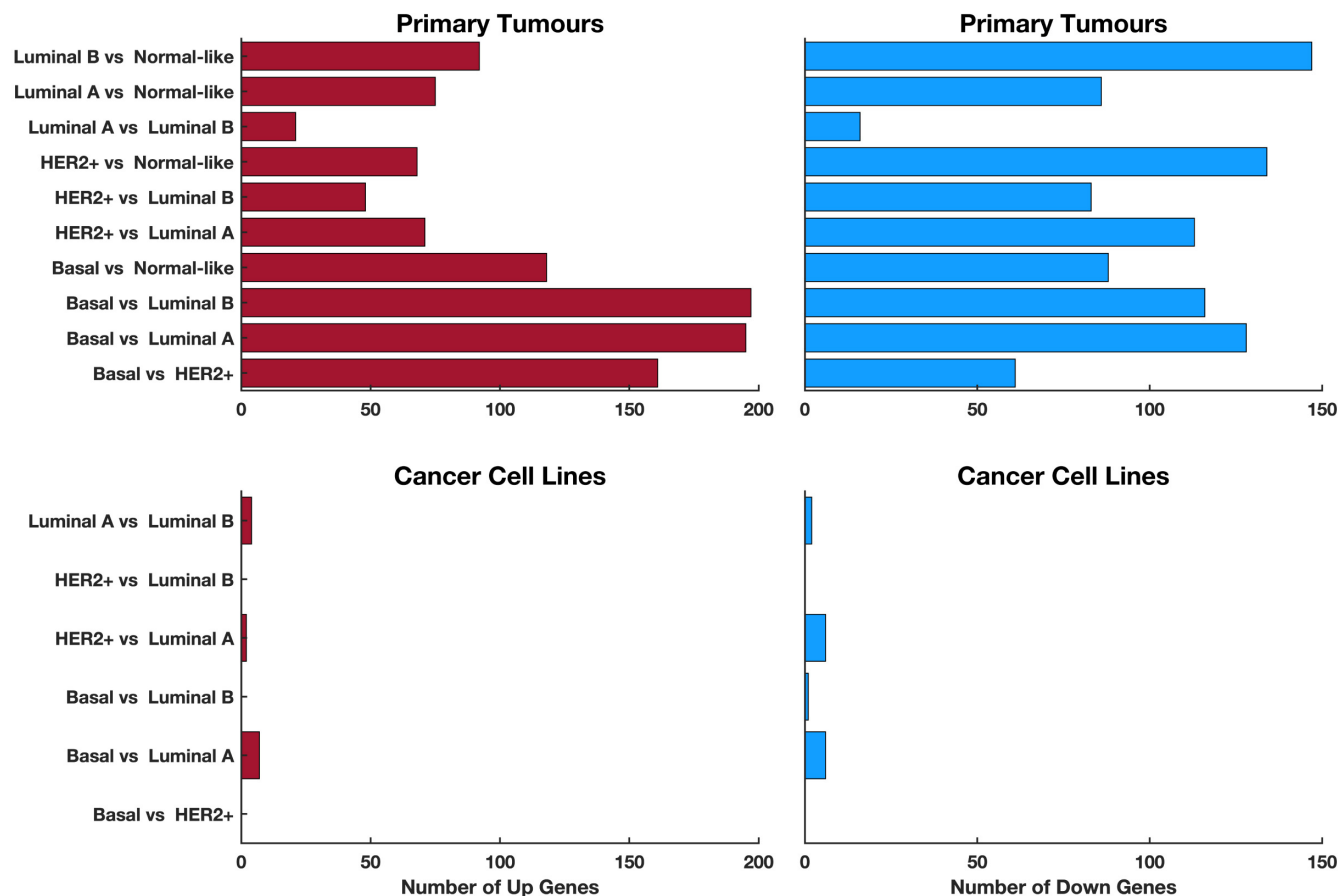 Primary Tumours
Primary Tumours
Luminal B vs Normal-like
Luminal A vs Normal-like
Luminal A vs Luminal B
HER2+ vs Normal-like
HER2+ vs Luminal B
HER2+ vs Luminal A
Basal vs Normal-like
Basal vs Luminal B
Basal vs Luminal A
Basal vs HER2+
0 50 100 150 200
0 50 100 150
Cancer Cell Lines
Cancer Cell Lines
Luminal A vs Luminal B
HER2+ vs Luminal B
HER2+ vs Luminal A
Basal vs Luminal B
Basal vs Luminal A
Basal vs HER2+
0 50 100 150 200
0 50 100 150
Number of Up Genes
Number of Down Genes